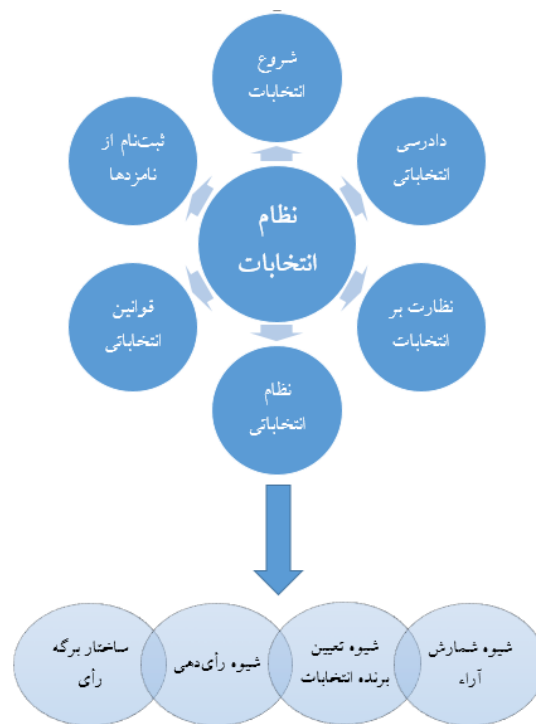 شروع
انتخابات
دادرسی
انتخاباتی
ثبت‌نام از
نامزدها
نظام
انتخابات
نظارت بر
انتخابات
قوانین
انتخاباتی
نظام
انتخاباتی
شیوه شمارش
آراء
شیوه تعیین
برنده انتخابات
شیوه رأی‌دهی
ساختار برگه
رأی